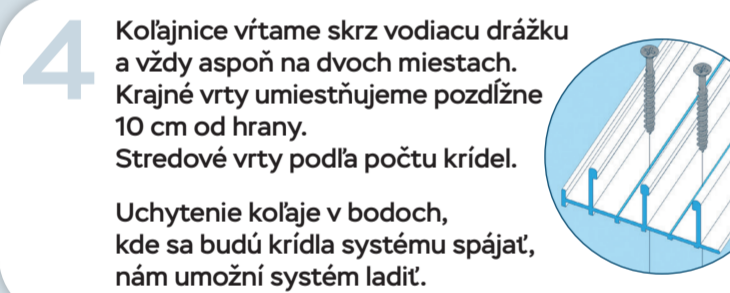 4
Koľajnice vŕtame skrz vodiacu drážku
a vždy aspoň na dvoch miestach.
Krajné vrty umiestňujeme pozdĺžne
10 cm od hrany.
Stredové vrty podľa počtu krídel.
Uchytenie koľaje v bodoch,
kde sa budú krídla systému spájať,
nám umožní systém ladiť.